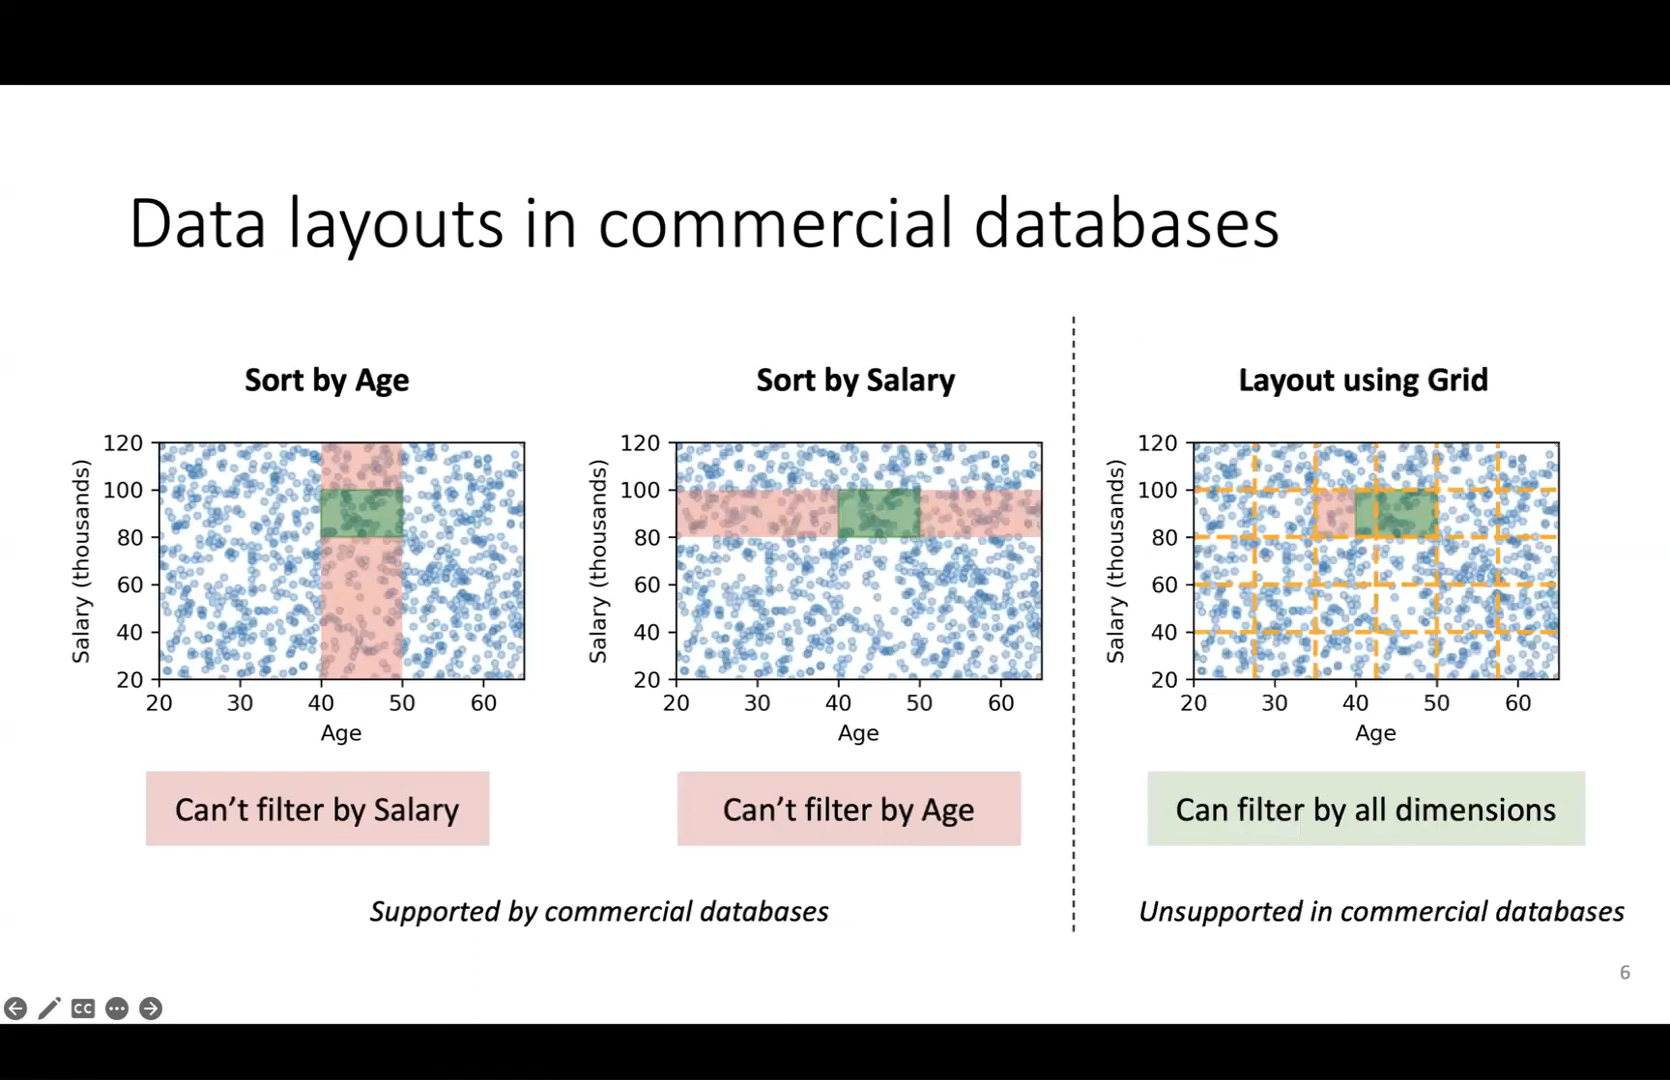 Data layouts in commercial databases
Sort by Age
120
100
80
60
40
20
Salary (thousands)
20 30 40 50 60
Age
Can’t filter by Salary
Sort by Salary
120
100
80
60
40
20
Salary (thousands)
20 30 40 50 60
Age
Can’t filter by Age
Supported by commercial databases
Layout using Grid
120
100
80
60
40
20
Salary (thousands)
20 30 40 50 60
Age
Can filter by all dimensions
Unsupported in commercial databases
6
CC